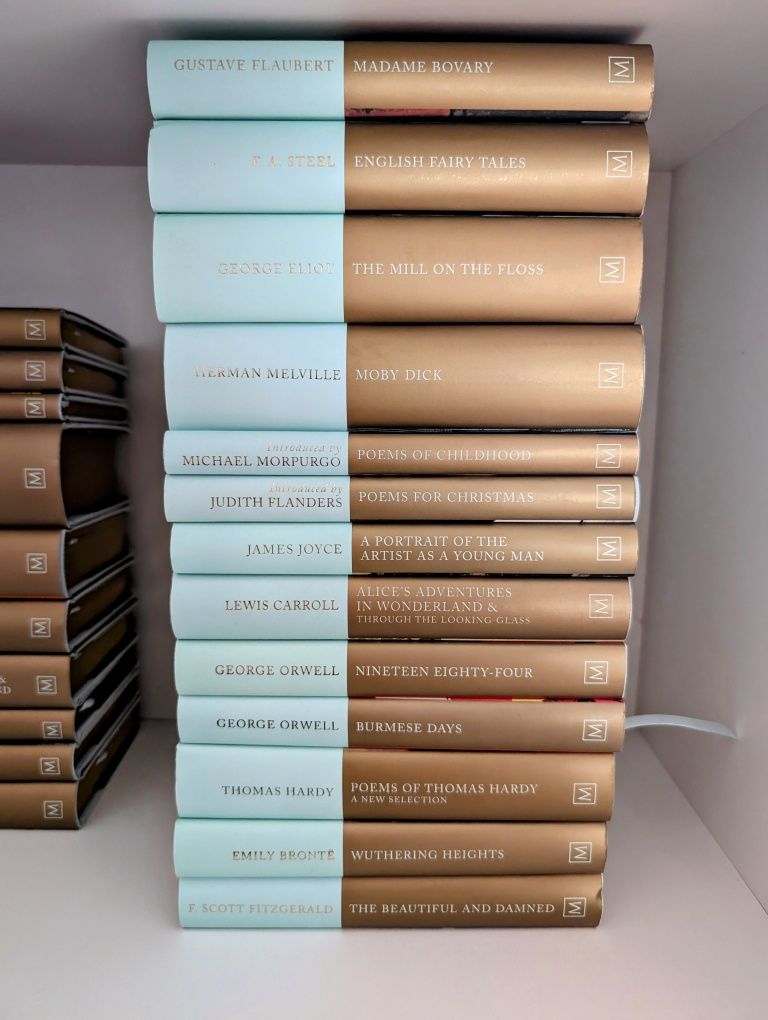 GUSTAVE FLAUBERT MADAME BOVARY M
F. A. STEEL ENGLISH FAIRY TALES M
GEORGE ELIOT THE MILL ON THE FLOSS M
HERMAN MELVILLE MOBY DICK M
Introduced by
MICHAEL MORPURGO POEMS OF CHILDHOOD M
Introduced by
JUDITH FLANDERS POEMS FOR CHRISTMAS M
JAMES JOYCE A PORTRAIT OF THE
ARTIST AS A YOUNG MAN M
LEWIS CARROLL ALICE'S ADVENTURES
IN WONDERLAND &
THROUGH THE LOOKING-GLASS M
GEORGE ORWELL NINETEEN EIGHTY-FOUR M
GEORGE ORWELL BURMESE DAYS M
THOMAS HARDY POEMS OF THOMAS HARDY
A NEW SELECTION M
EMILY BRONTË WUTHERING HEIGHTS M
F. SCOTT FITZGERALD THE BEAUTIFUL AND DAMNED M
M
M
M
M
M
M
&
M
M
M
M